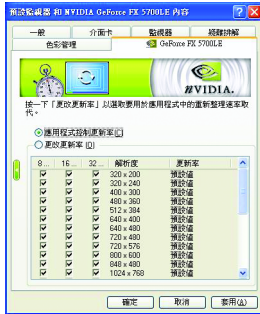 預設監視器 和 NVIDIA GeForce FX 5700LE 內容
一般 介面卡 監視器 疑難排解
色彩管理 GeForce FX 5700LE
NVIDIA.
按一下「更改更新率」以選取要用於應用程式中的重新整理速率取
代。
應用程式控制更新率(C)
更改更新率(O)
8... 16... 32... 解析度 更新率
320 x 200 預設值
320 x 240 預設值
400 x 300 預設值
480 x 360 預設值
512 x 384 預設值
640 x 400 預設值
640 x 480 預設值
720 x 480 預設值
720 x 576 預設值
800 x 600 預設值
848 x 480 預設值
1024 x 768 預設值
確定 取消 套用(A)